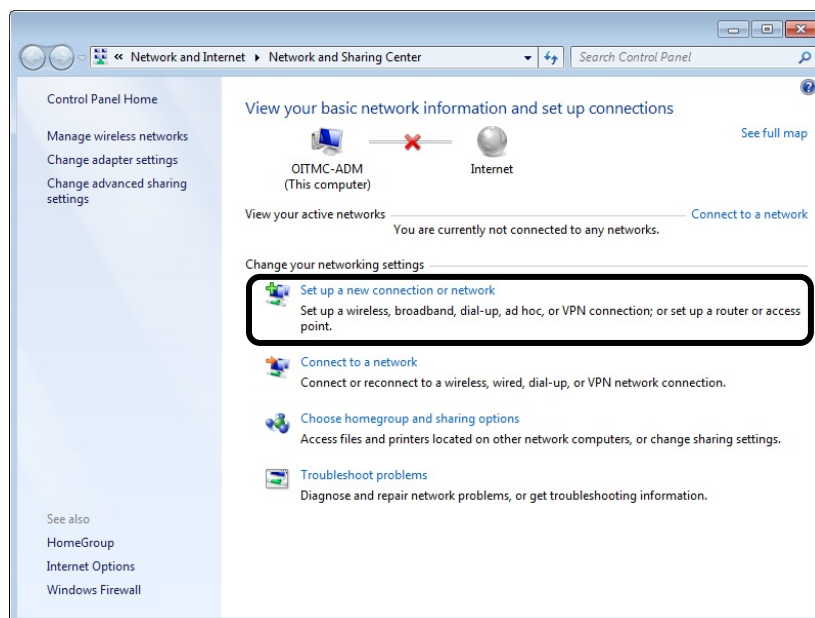 « Network and Internet ▸ Network and Sharing Center
Search Control Panel
Control Panel Home
Manage wireless networks
Change adapter settings
Change advanced sharing
settings
See also
HomeGroup
Internet Options
Windows Firewall
View your basic network information and set up connections
See full map
OITMC-ADM
(This computer)
Internet
View your active networks
Connect to a network
You are currently not connected to any networks.
Change your networking settings
Set up a new connection or network
Set up a wireless, broadband, dial-up, ad hoc, or VPN connection; or set up a router or access
point.
Connect to a network
Connect or reconnect to a wireless, wired, dial-up, or VPN network connection.
Choose homegroup and sharing options
Access files and printers located on other network computers, or change sharing settings.
Troubleshoot problems
Diagnose and repair network problems, or get troubleshooting information.